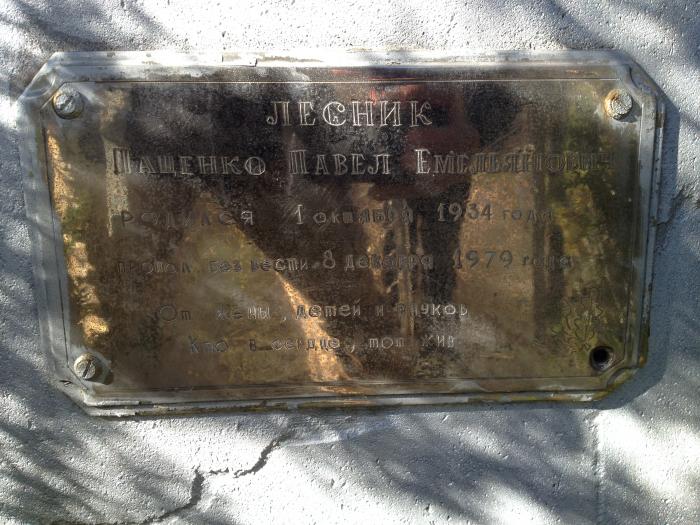 ЛЕСНИК
Пащенко Павел Емельянович
родился 1 октября 1934 года
пропал без вести 8 декабря 1979 года
От жены, детей и внуков
Кто в сердце, тот жив